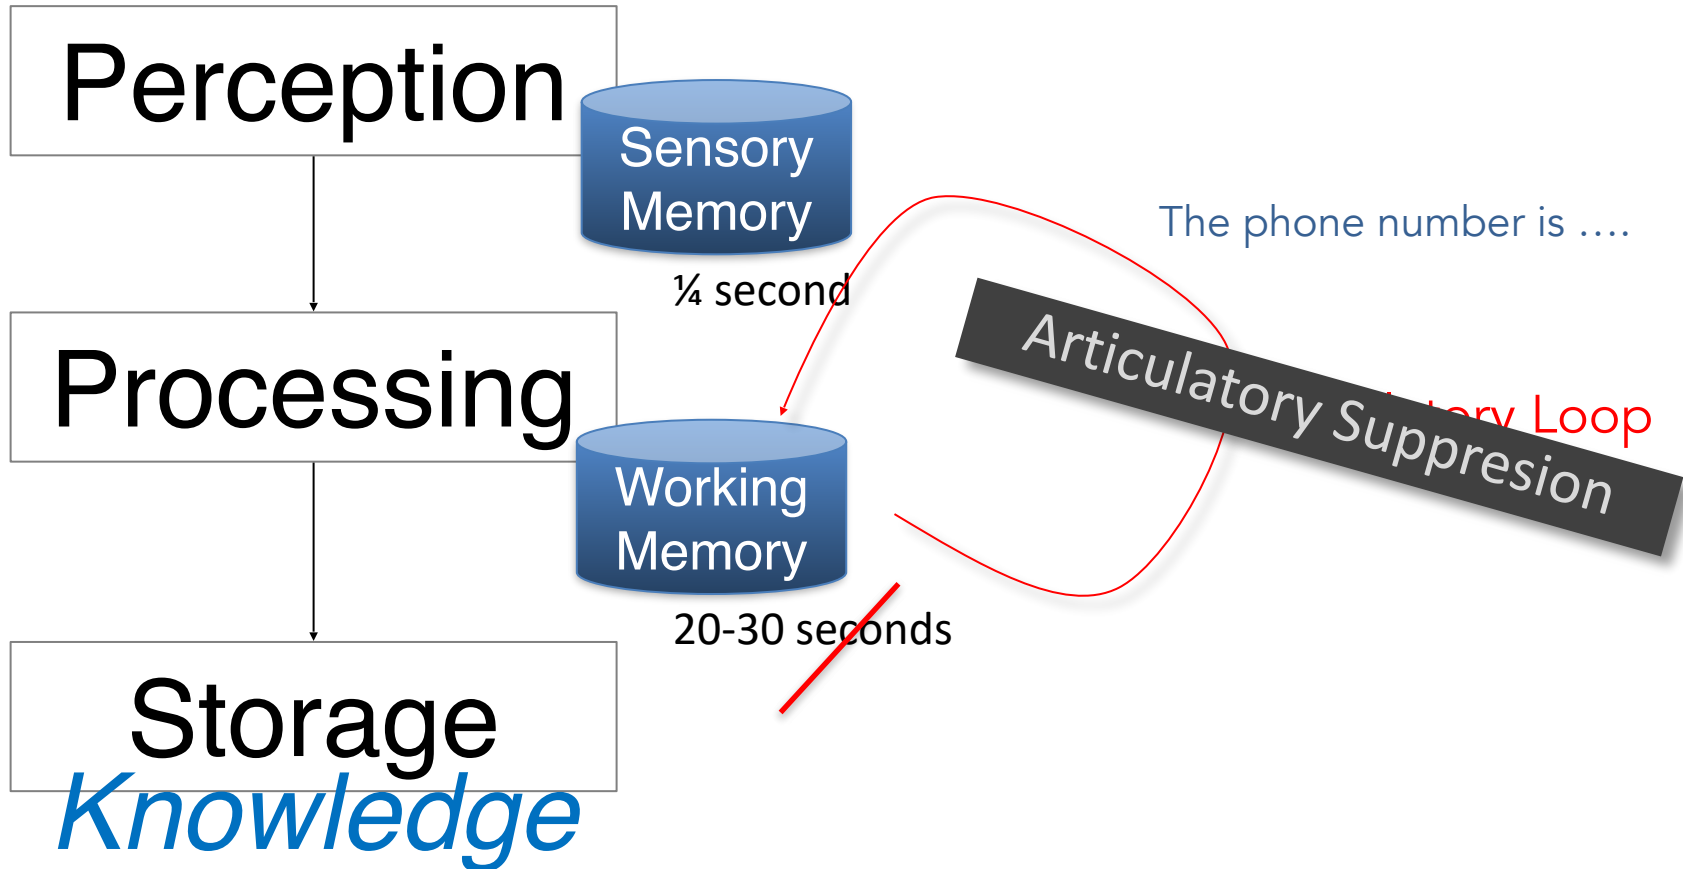 Perception
Sensory
Memory
¼ second
The phone number is ....
Processing
Articulatory Suppresion
Loop
Working
Memory
20-30 seconds
Storage
Knowledge